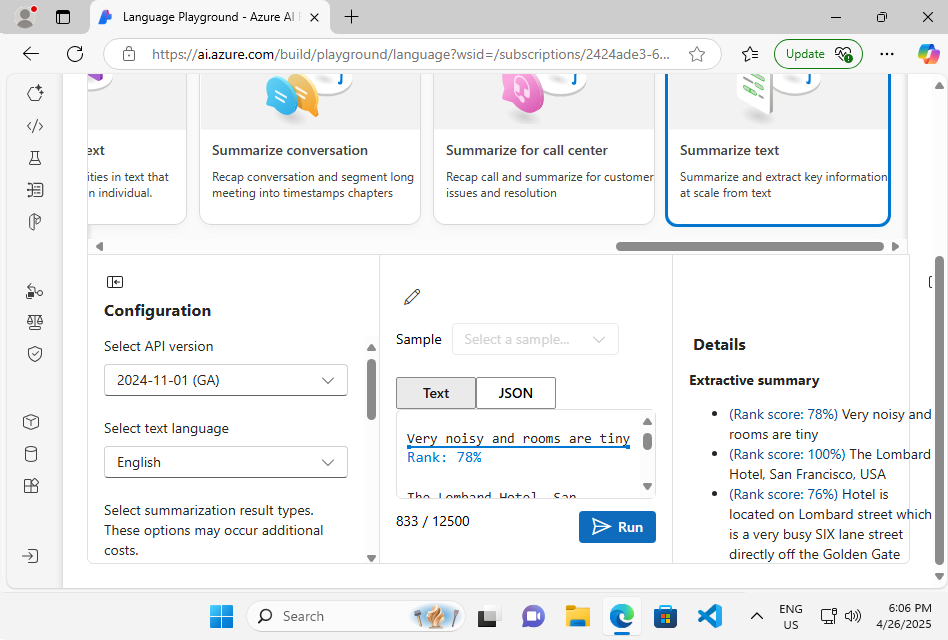 Language Playground - Azure AI F
https://ai.azure.com/build/playground/language?wsid=/subscriptions/2424ade3-6...
Update
ext
ities in text that
n individual.
Summarize conversation
Recap conversation and segment long
meeting into timestamps chapters
Summarize for call center
Recap call and summarize for customer
issues and resolution
Summarize text
Summarize and extract key information
at scale from text
Configuration
Select API version
2024-11-01 (GA)
Select text language
English
Select summarization result types.
These options may occur additional
costs.
Sample
Select a sample...
Text
JSON
Very noisy and rooms are tiny
Rank: 78%
The Lombard Hotel, San
833 / 12500
Run
Details
Extractive summary
(Rank score: 78%) Very noisy and
rooms are tiny
(Rank score: 100%) The Lombard
Hotel, San Francisco, USA
(Rank score: 76%) Hotel is
located on Lombard street which
is a very busy SIX lane street
directly off the Golden Gate
Search
ENG
US
6:06 PM
4/26/2025